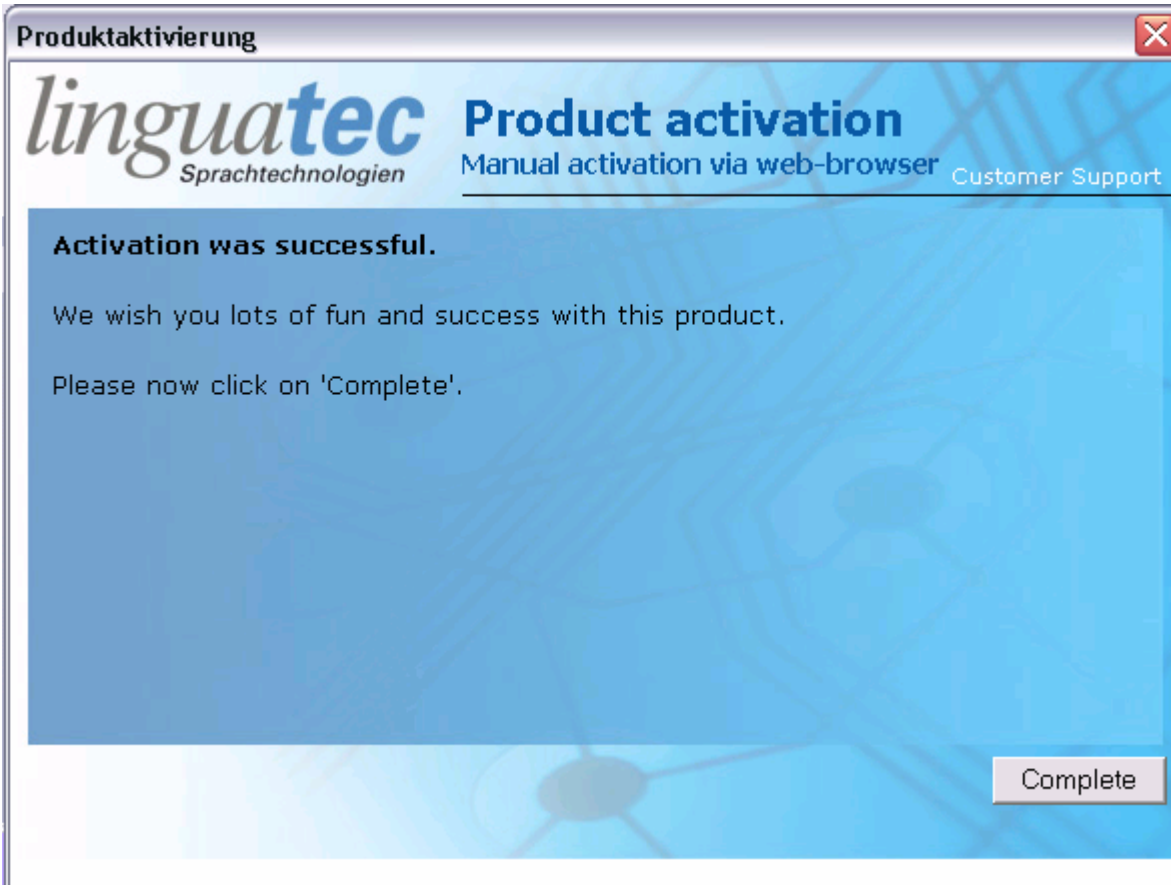 Produktaktivierung
linguatec
Sprachtechnologien
Product activation
Manual activation via web-browser
Customer Support
Activation was successful.
We wish you lots of fun and success with this product.
Please now click on 'Complete'.
Complete